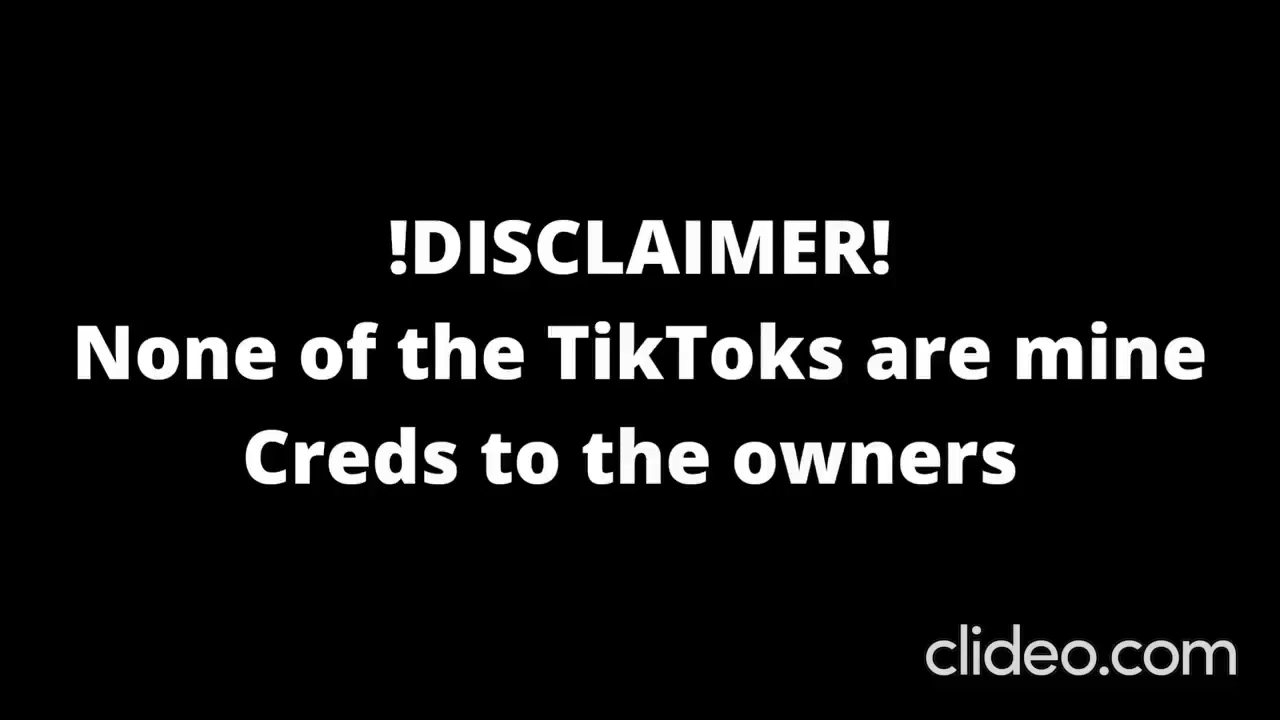 !DISCLAIMER!
None of the TikToks are mine
Creds to the owners
clideo.com